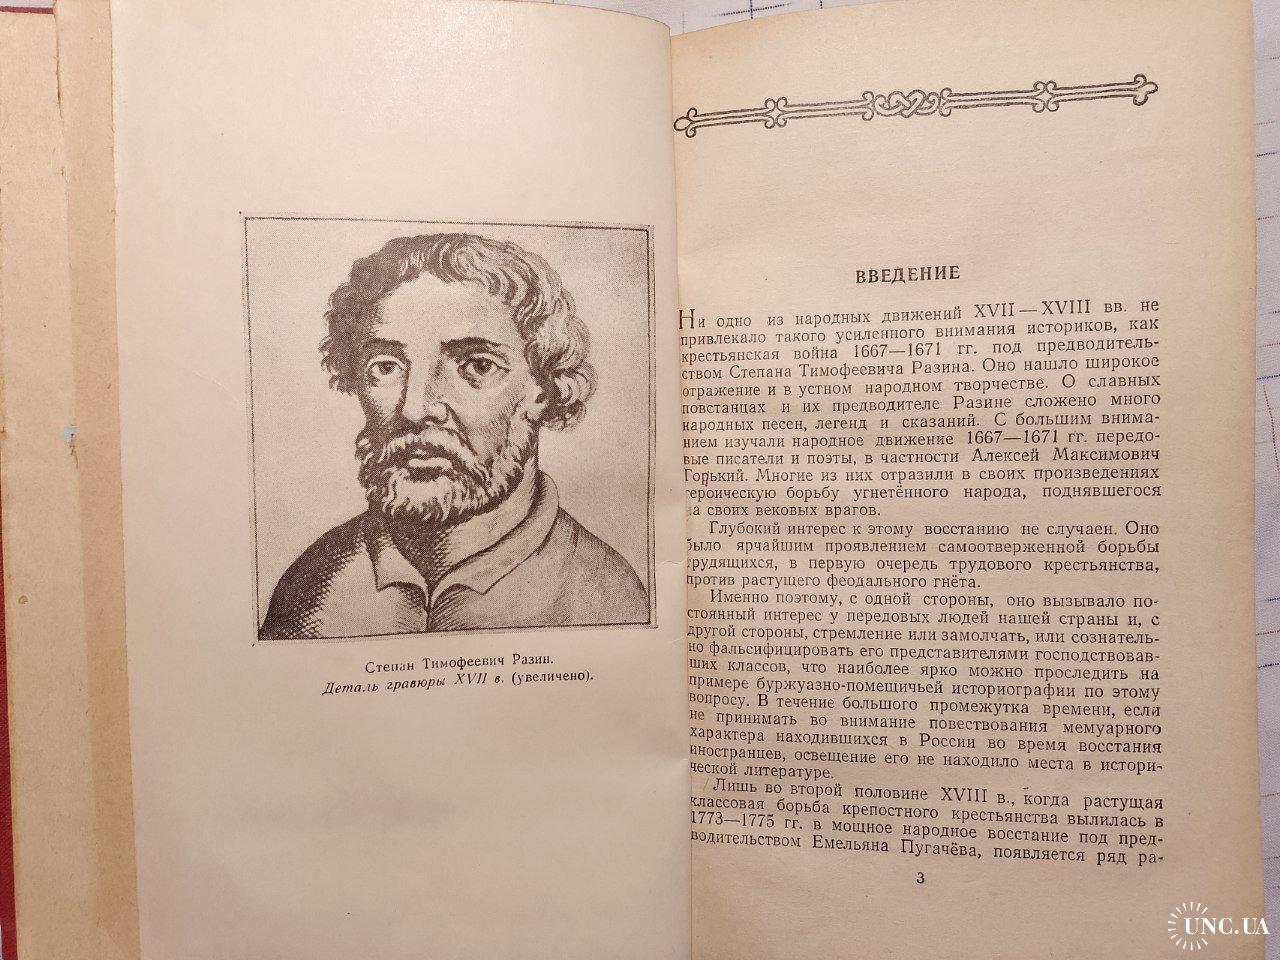 Степан Тимофеевич Разин.
Деталь гравюры XVII в. (увеличено).
ВВЕДЕНИЕ
Ни одно из народных движений XVII — XVIII вв. не
привлекало такого усиленного внимания историков, как
крестьянская война 1667—1671 гг. под предводитель-
ством Степана Тимофеевича Разина. Оно нашло широкое
отражение и в устном народном творчестве. О славных
повстанцах и их предводителе Разине сложено много
народных песен, легенд и сказаний. С большим внима-
нием изучали народное движение 1667—1671 гг. передо-
вые писатели и поэты, в частности Алексей Максимович
Горький. Многие из них отразили в своих произведениях
героическую борьбу угнетённого народа, поднявшегося
на своих вековых врагов.
Глубокий интерес к этому восстанию не случаен. Оно
было ярчайшим проявлением самоотверженной борьбы
трудящихся, в первую очередь трудового крестьянства,
против растущего феодального гнёта.
Именно поэтому, с одной стороны, оно вызывало по-
стоянный интерес у передовых людей нашей страны и, с
другой стороны, стремление или замолчать, или сознатель-
но фальсифицировать его представителями господствовав-
ших классов, что наиболее ярко можно проследить на
примере буржуазно-помещичьей историографии по этому
вопросу. В течение большого промежутка времени, если
не принимать во внимание повествования мемуарного
характера находившихся в России во время восстания
иностранцев, освещение его не находило места в истори-
ческой литературе.
Лишь во второй половине XVIII в., когда растущая
классовая борьба крепостного крестьянства вылилась в
1773—1775 гг. в мощное народное восстание под пред-
водительством Емельяна Пугачёва, появляется ряд ра-
3
UNC.UA